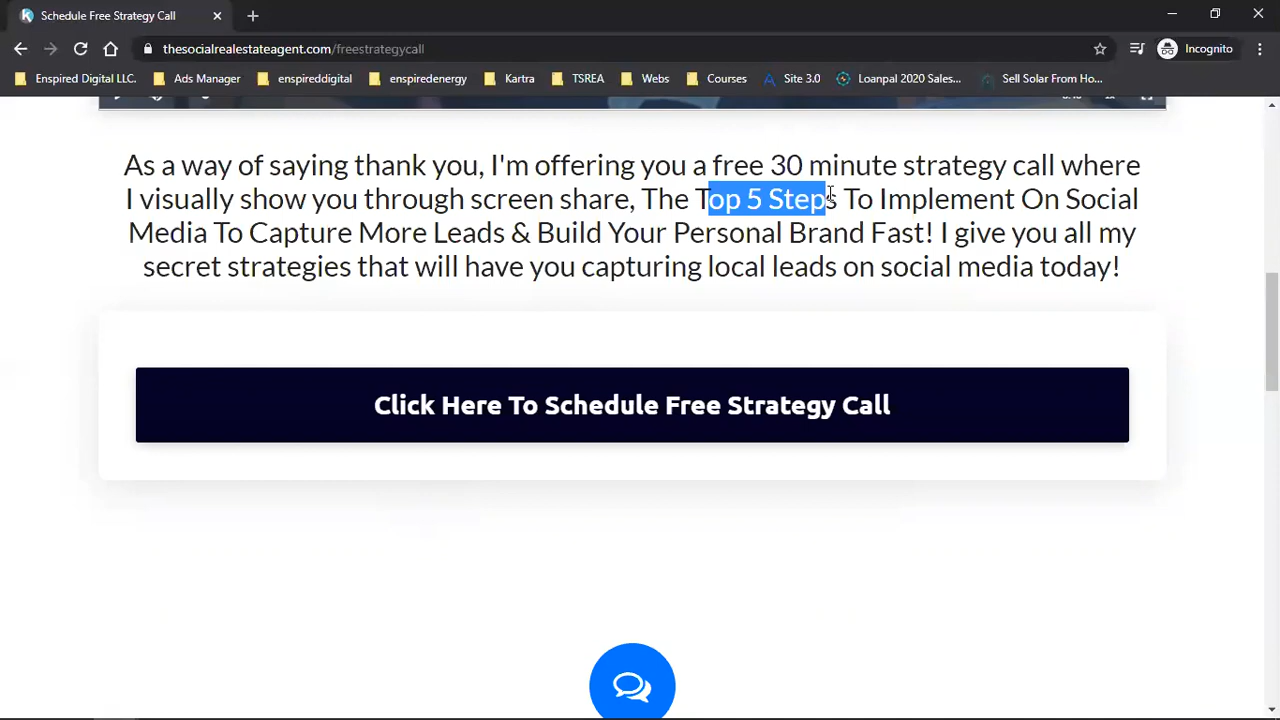 Schedule Free Strategy Call
thesocialrealestateagent.com/freestrategycall
Incognito
Enspired Digital LLC. Ads Manager enspireddigital enspiredenergy Kartra TSREA Webs Courses Site 3.0 Loanpal 2020 Sales... Sell Solar From Ho...
As a way of saying thank you, I'm offering you a free 30 minute strategy call where
I visually show you through screen share, The Top 5 Steps To Implement On Social
Media To Capture More Leads & Build Your Personal Brand Fast! I give you all my
secret strategies that will have you capturing local leads on social media today!
Click Here To Schedule Free Strategy Call